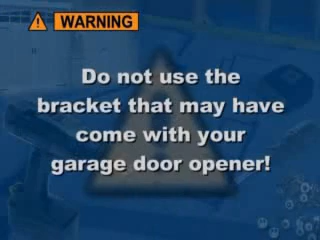 WARNING
Do not use the
bracket that may have
come with your
garage door opener!